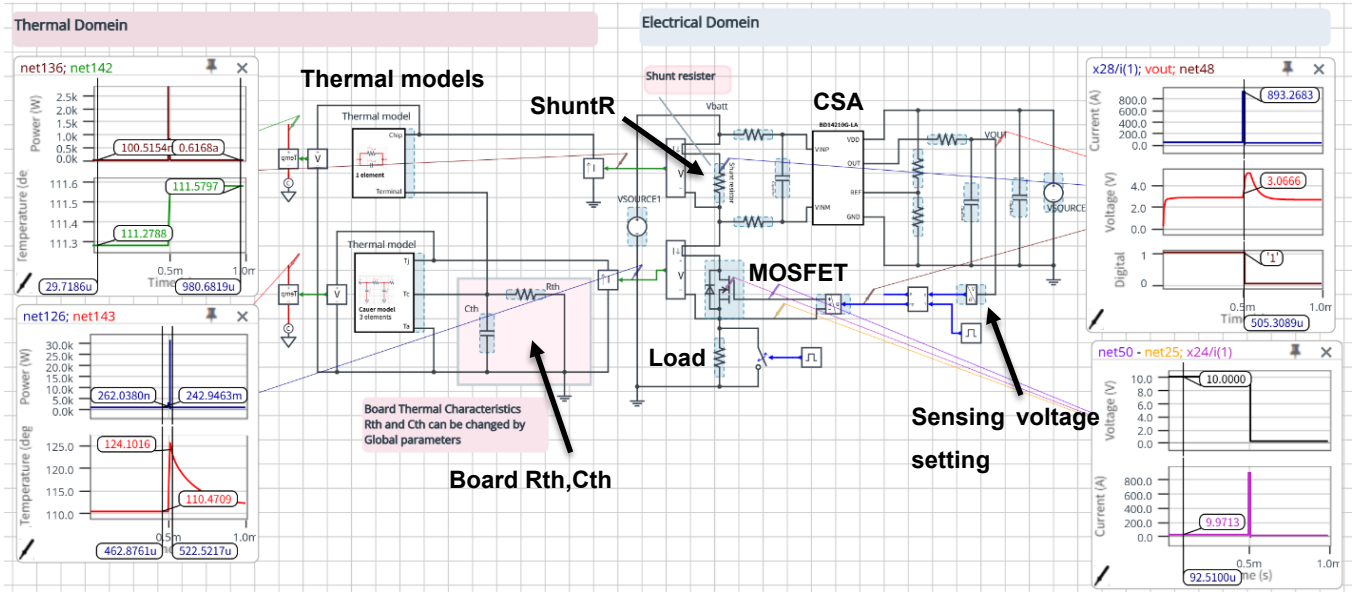 Thermal Domein
Electrical Domein
net136; net142
Power (W)
2.5k
2.0k
1.5k
1.0k
0.5k
0.0k
100.5154n
0.6168a
111.6
111.5
111.4
111.3
111.5797
111.2788
0.5m
1.0m
29.7186u
980.6819u
net126; net143
Power (W)
30.0k
25.0k
20.0k
15.0k
10.0k
5.0k
0.0k
262.0380n
242.9463m
Temperature (deg
125.0
120.0
115.0
110.0
124.1016
110.4709
0.5m
1.0m
462.8761u
522.5217u
Thermal models
Thermal model
Chip
1 element
Terminal
Temp
V
C
Thermal model
Tj
Tc
Ta
Cauer model
3 elements
Temp
V
C
Rth
Cth
Board Thermal Characteristics
Rth and Cth can be changed by
Global parameters
Board Rth,Cth
Shunt resister
ShuntR
Vbatt
Shunt resistor
VSOURCE1
CSA
BD14210G-LA
VDD
VINP
OUT
REF
VINM
GND
VOUT
VSOURCE
MOSFET
Load
Sensing voltage
setting
x28/i(1); vout; net48
Current (A)
800.0
600.0
400.0
200.0
0.0
893.2683
Voltage (V)
4.0
2.0
0.0
3.0666
Digital
1
0
'1'
0.5m
1.0m
505.3089u
net50 - net25; x24/i(1)
Voltage (V)
10.0
8.0
6.0
4.0
2.0
0.0
10.0000
Current (A)
800.0
600.0
400.0
200.0
0.0
9.9713
0.5m
1.0m
92.5100u
me (s)